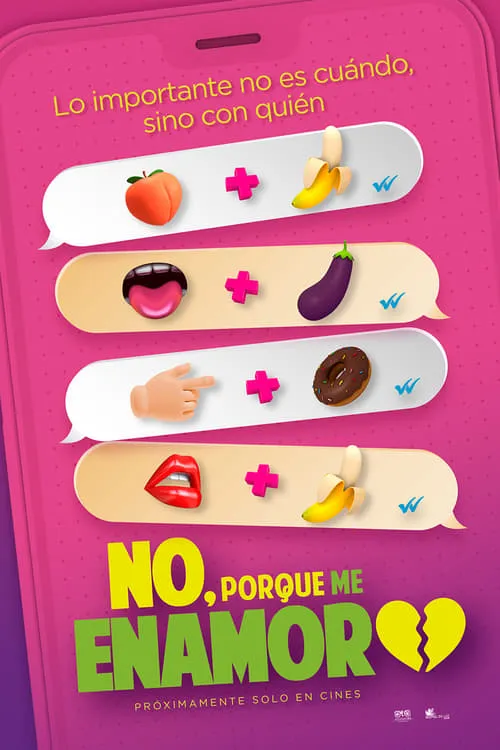 Lo importante no es cuándo,
sino con quién
NO, PORQUE ME
ENAMORO
PRÓXIMAMENTE SOLO EN CINES